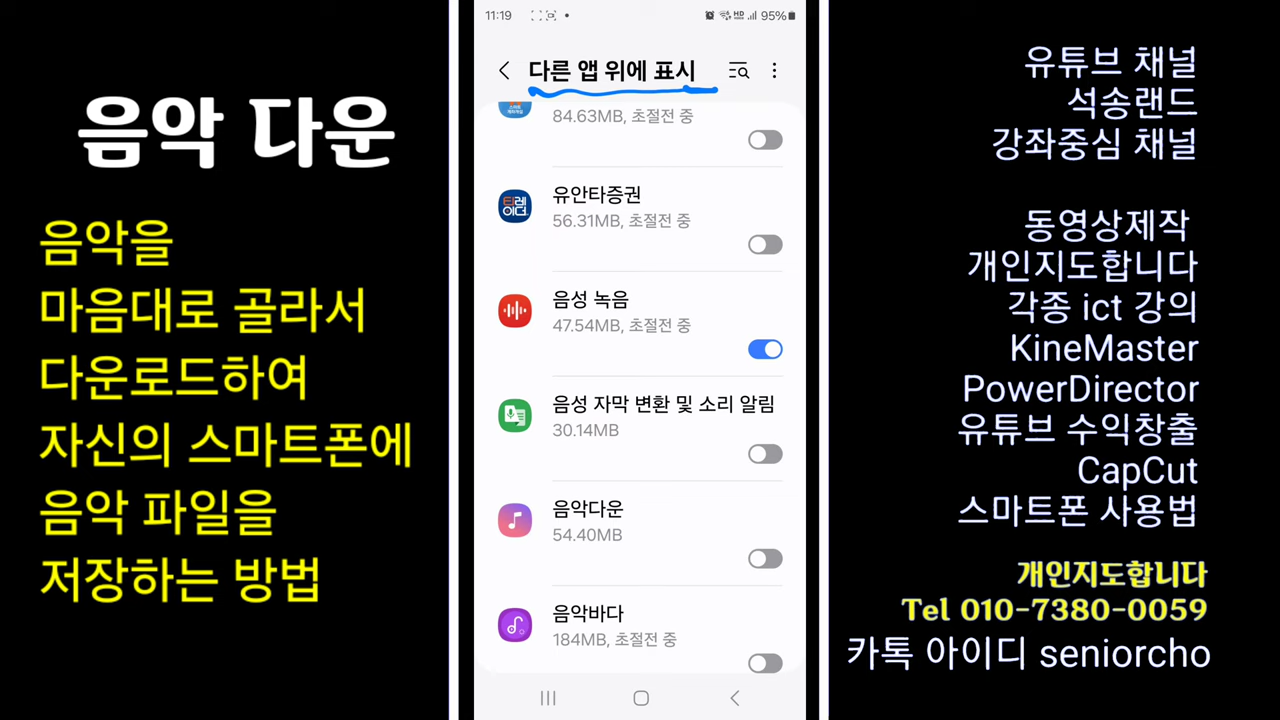 음악 다운
음악을
마음대로 골라서
다운로드하여
자신의 스마트폰에
음악 파일을
저장하는 방법
11:19
HD
95%
다른 앱 위에 표시
84.63MB, 초절전 중
유안타증권
티레
이더
56.31MB, 초절전 중
음성 녹음
47.54MB, 초절전 중
음성 자막 변환 및 소리 알림
30.14MB
음악다운
54.40MB
음악바다
184MB, 초절전 중
유튜브 채널
석송랜드
강좌중심 채널
동영상제작
개인지도합니다
각종 ict 강의
KineMaster
PowerDirector
유튜브 수익창출
CapCut
스마트폰 사용법
개인지도합니다
Tel 010-7380-0059
카톡 아이디 seniorcho